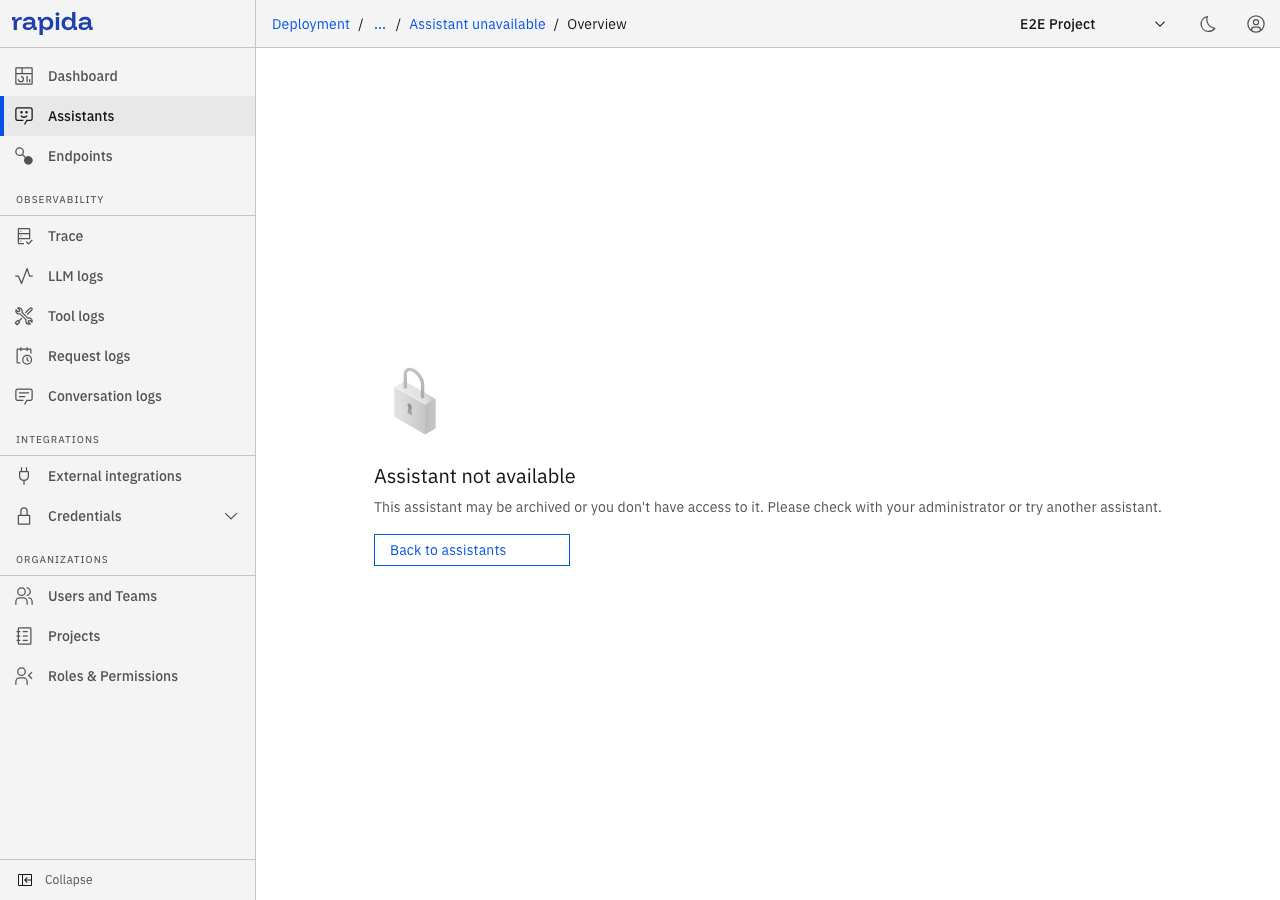 rapida
Deployment / ... / Assistant unavailable / Overview
E2E Project
Dashboard
Assistants
Endpoints
OBSERVABILITY
Trace
LLM logs
Tool logs
Request logs
Conversation logs
INTEGRATIONS
External integrations
Credentials
ORGANIZATIONS
Users and Teams
Projects
Roles & Permissions
Collapse
Assistant not available
This assistant may be archived or you don't have access to it. Please check with your administrator or try another assistant.
Back to assistants